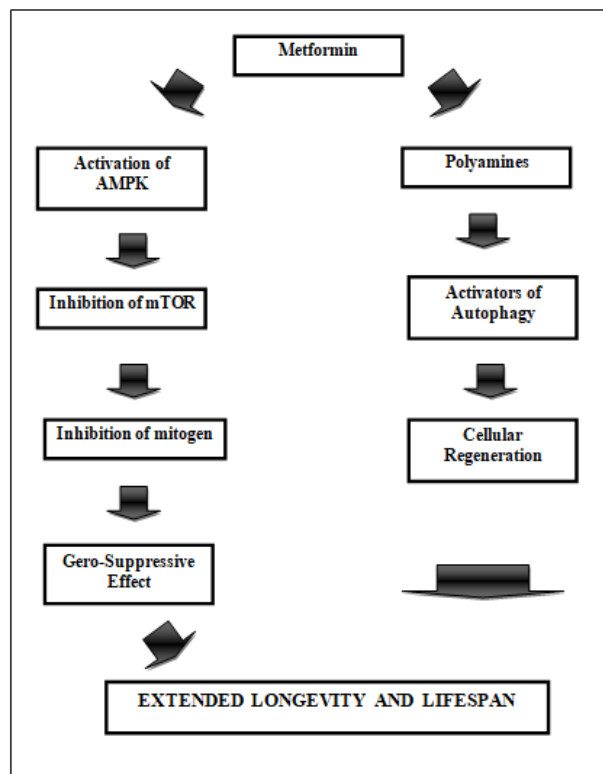 Metformin
Activation of
AMPK
Polyamines
Inhibition of mTOR
Activators of
Autophagy
Inhibition of mitogen
Cellular
Regeneration
Gero-Suppressive
Effect
EXTENDED LONGEVITY AND LIFESPAN